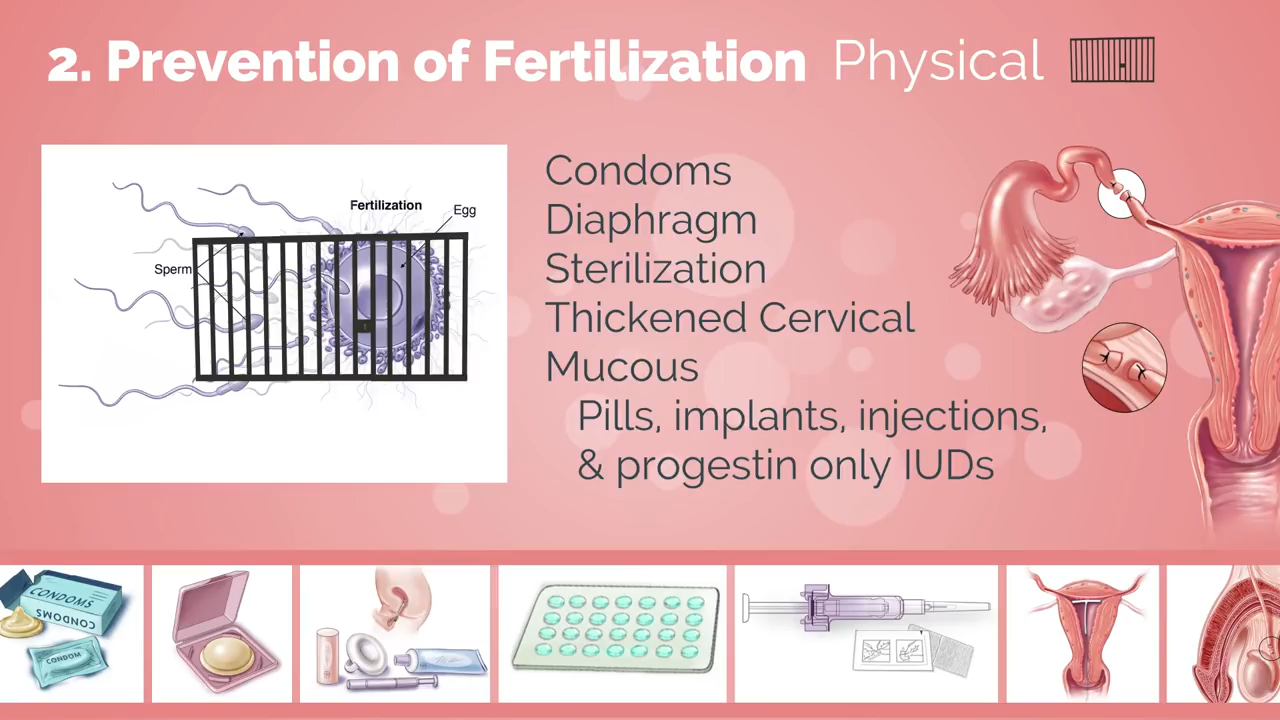 2. Prevention of Fertilization Physical
Fertilization
Egg
Sperm
Condoms
Diaphragm
Sterilization
Thickened Cervical
Mucous
Pills, implants, injections,
& progestin only IUDs
CONDOMS
CONDOMS
CONDOM